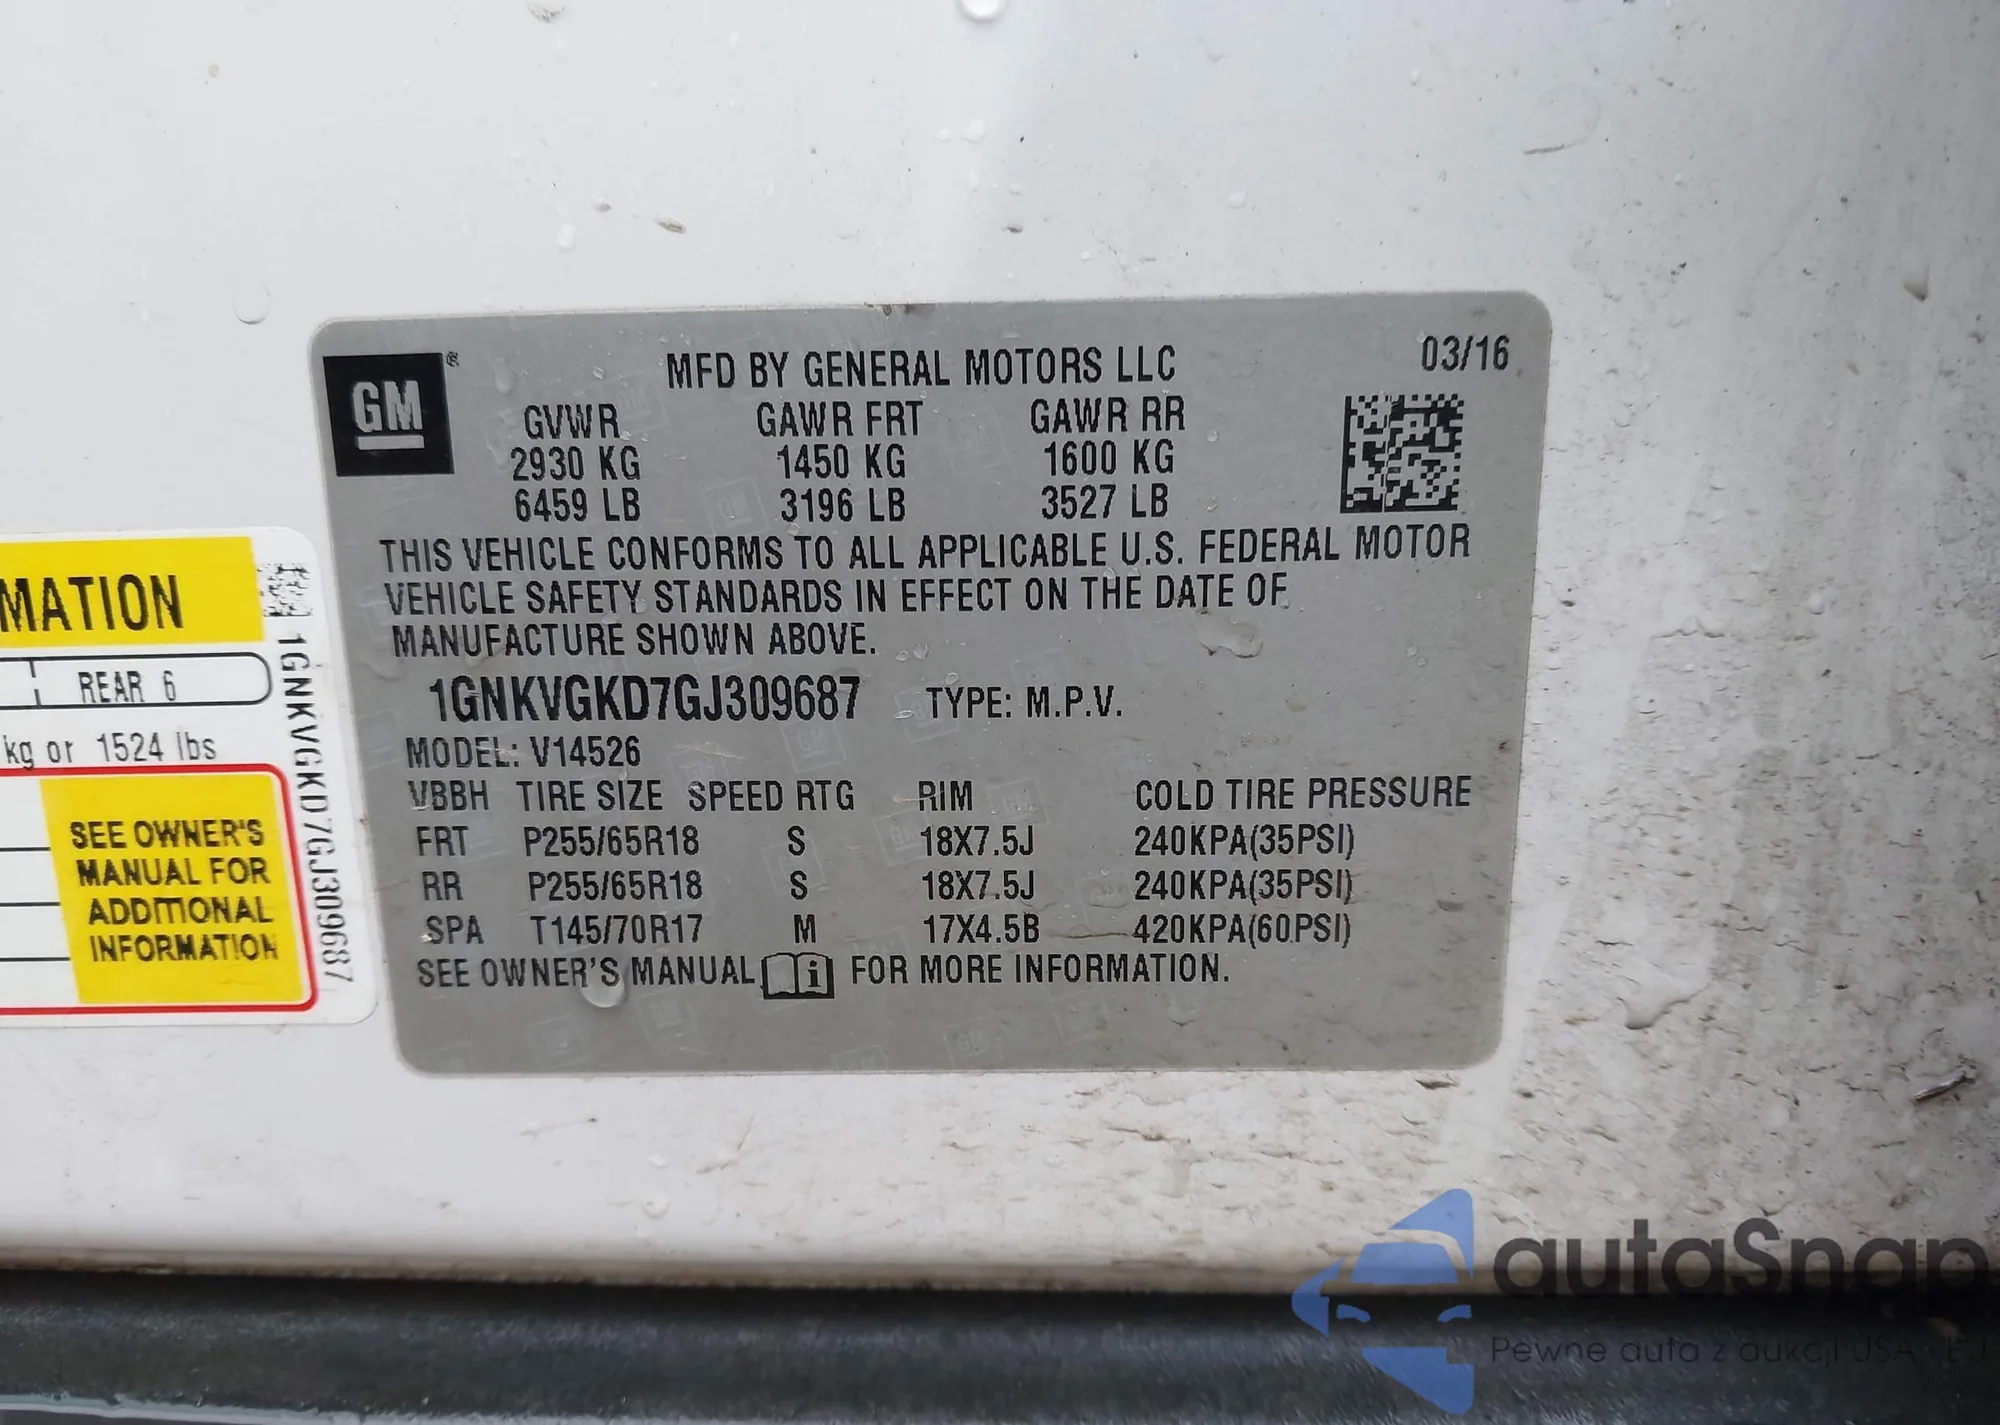 GM®
MFD BY GENERAL MOTORS LLC 03/16
GVWR GAWR FRT GAWR RR
2930 KG 1450 KG 1600 KG
6459 LB 3196 LB 3527 LB
THIS VEHICLE CONFORMS TO ALL APPLICABLE U.S. FEDERAL MOTOR
VEHICLE SAFETY STANDARDS IN EFFECT ON THE DATE OF
MANUFACTURE SHOWN ABOVE.
1GNKVGKD7GJ309687 TYPE: M.P.V.
MODEL: V14526
VBBH TIRE SIZE SPEED RTG RIM COLD TIRE PRESSURE
FRT P255/65R18 S 18X7.5J 240KPA(35PSI)
RR P255/65R18 S 18X7.5J 240KPA(35PSI)
SPA T145/70R17 M 17X4.5B 420KPA(60PSI)
SEE OWNER'S MANUAL i FOR MORE INFORMATION.
MATION
REAR 6
kg or 1524 lbs
SEE OWNER'S
MANUAL FOR
ADDITIONAL
INFORMATION
1GNKVGKD7GJ309687
autaSnap
Pewne auta z aukcji USA